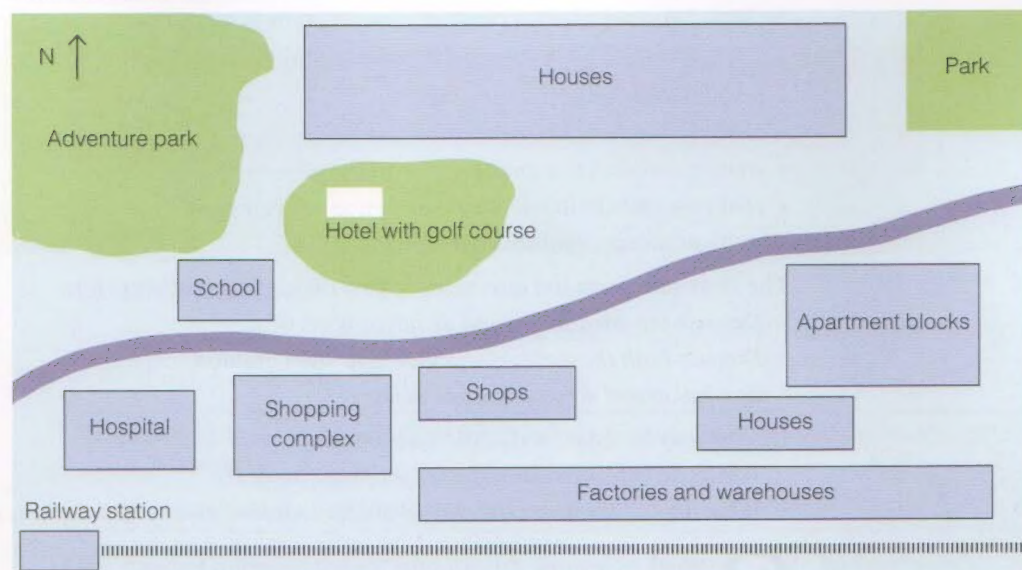 N
Houses
Park
Adventure park
Hotel with golf course
School
Apartment blocks
Hospital
Shopping
complex
Shops
Houses
Factories and warehouses
Railway station